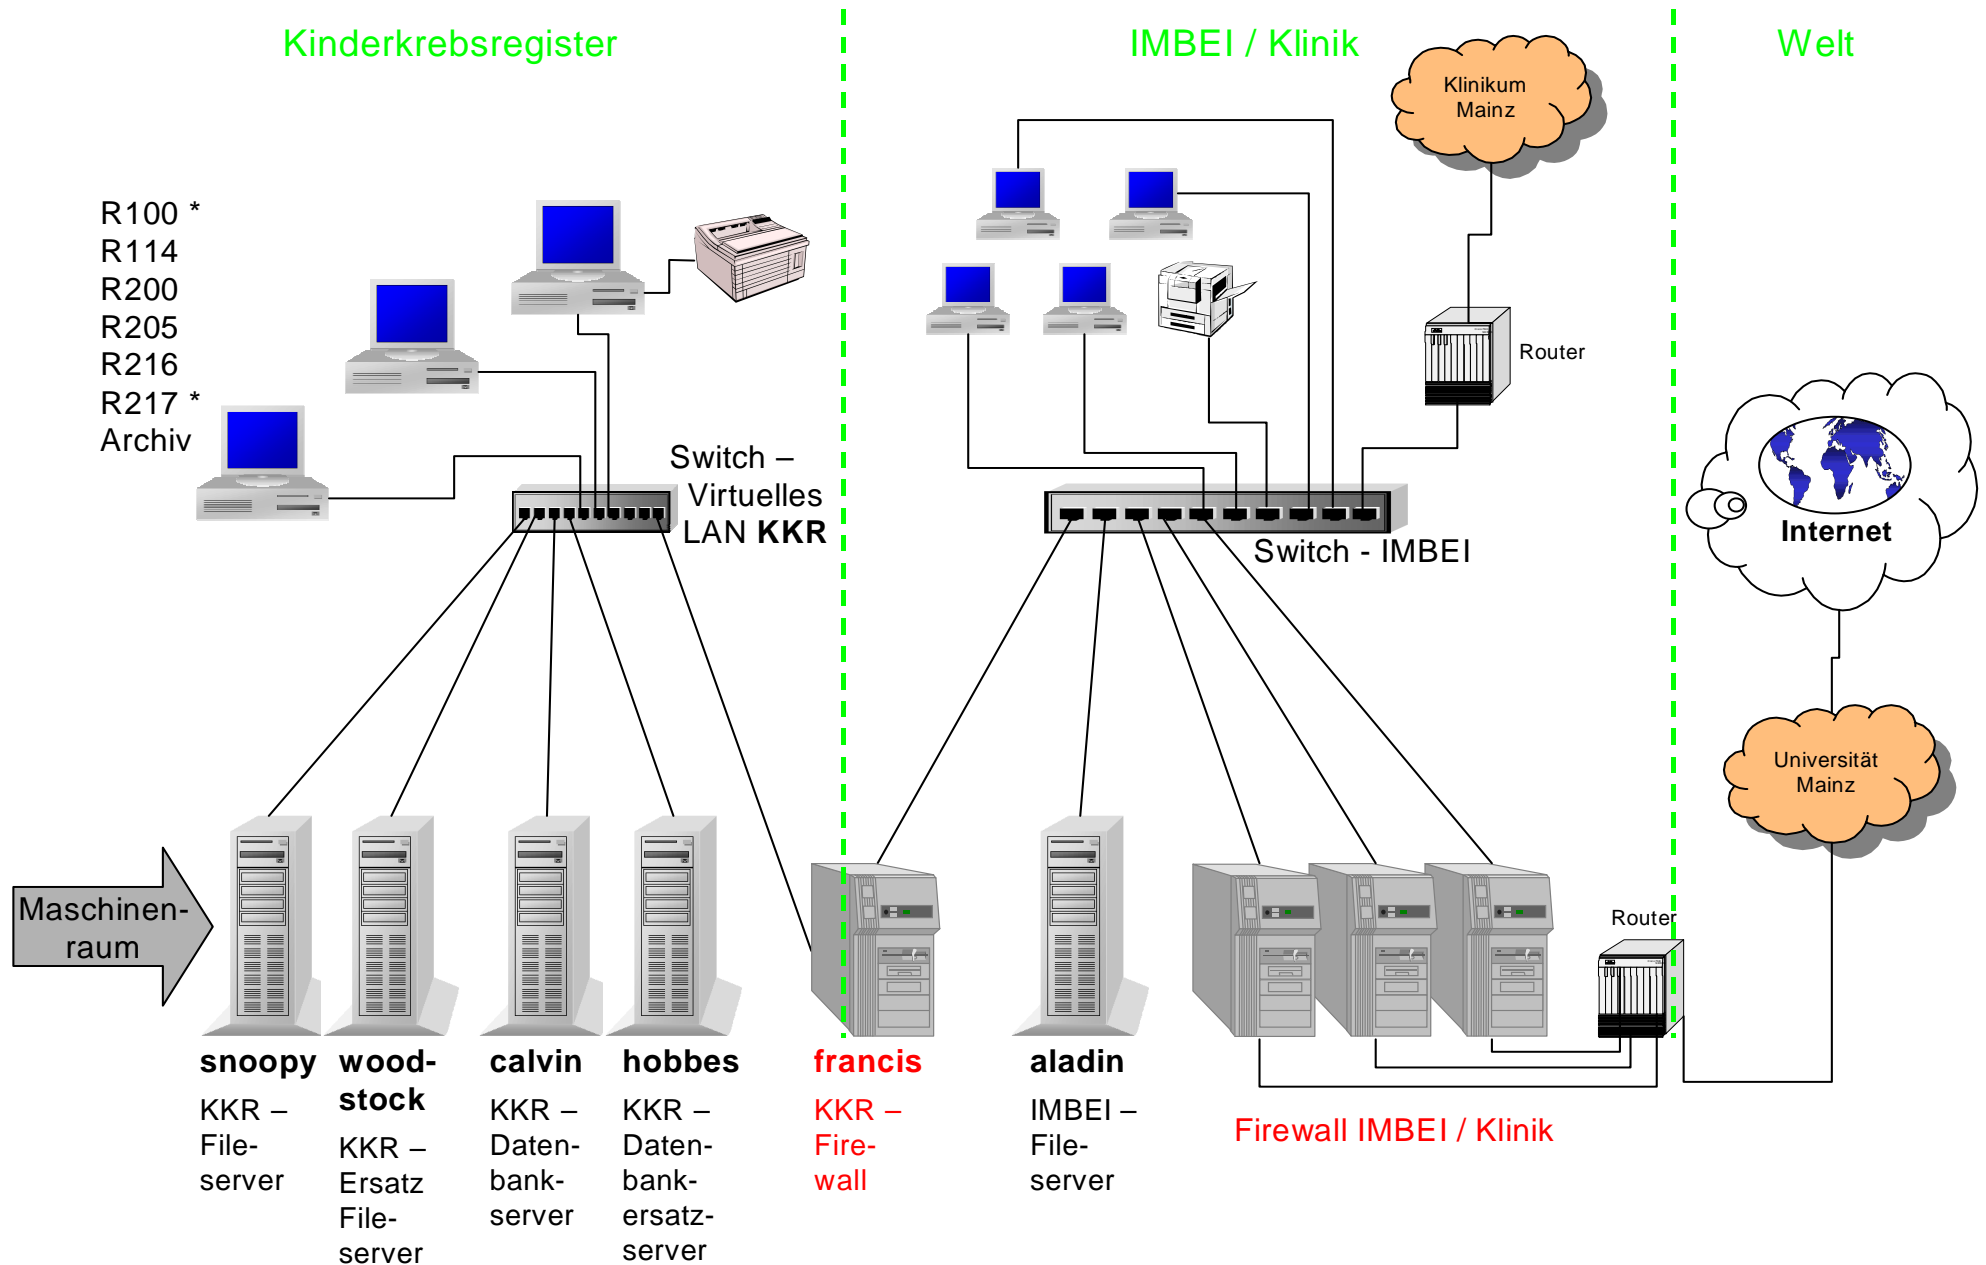 Kinderkrebsregister
IMBEI / Klinik
Welt
Klinikum
Mainz
R100 *
R114
R200
R205
R216
R217 *
Archiv
Router
Switch –
Virtuelles
LAN KKR
Switch - IMBEI
Internet
Universität
Mainz
Maschinen-
raum
Router
snoopy
KKR –
File-
server
wood-
stock
KKR –
Ersatz
File-
server
calvin
KKR –
Daten-
bank-
server
hobbes
KKR –
Daten-
bank-
ersatz-
server
francis
KKR –
Fire-
wall
aladin
IMBEI –
File-
server
Firewall IMBEI / Klinik